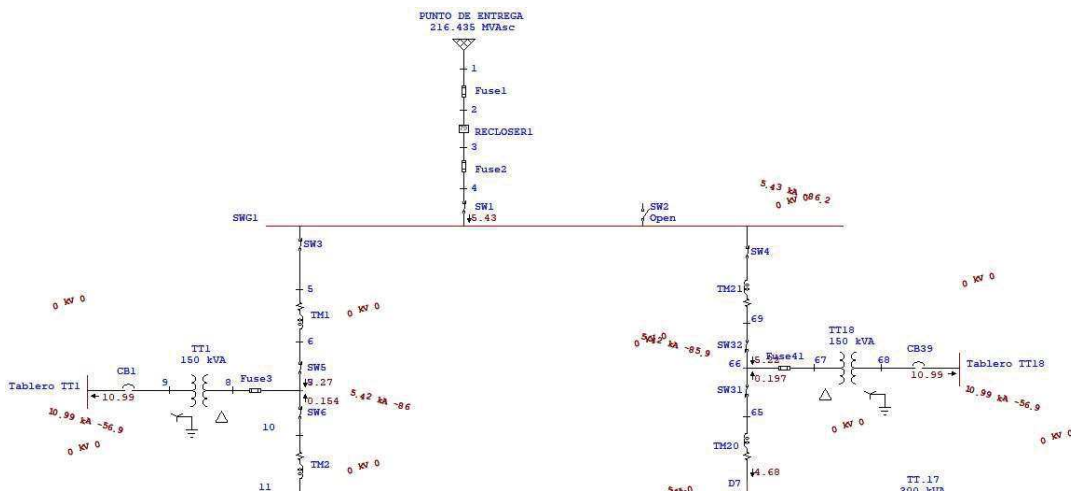 PUNTO DE ENTREGA
216.435 MVAsc
1
Fuse1
2
RECLOSER1
3
Fuse2
4
SW1
5.43
SWG1
SW2
Open
5.43 kA -86.2
0 kV 0
SW3
5
TM1
0 kV 0
0 kV 0
6
TT1
150 kVA
CB1
9
8
Fuse3
SW5
Tablero TT1
10.99
9.27
0.154
5.42 kA -86
10.99 kA -56.9
0 kV 0
SW6
10
TM2
0 kV 0
11
SW4
TM21
69
0 kV 0
SW32
66
5.22
0.197
Fuse41
67
TT18
150 kVA
68
CB39
10.99
Tablero TT18
10.99 kA -56.9
0 kV 0
0 kV 0
SW31
65
TM20
4.68
D7
TT.17